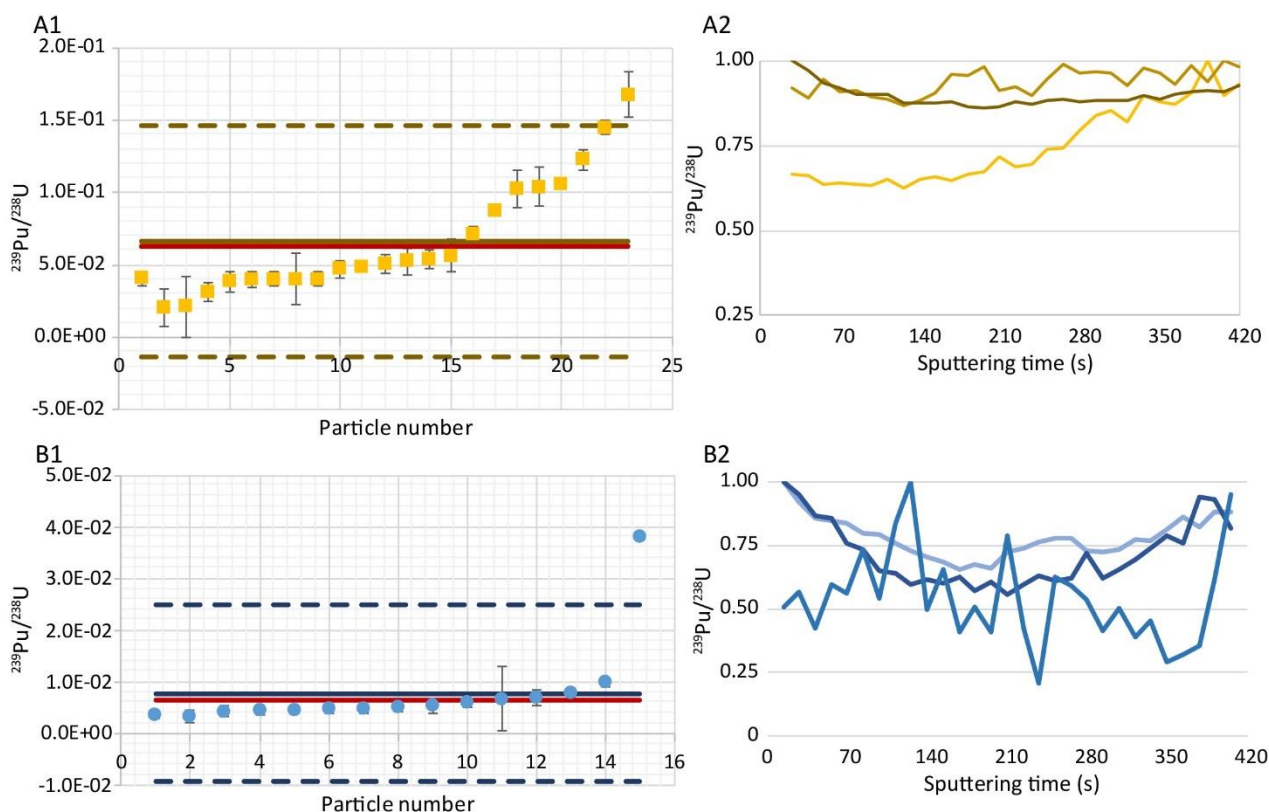 A1
2.0E-01
1.5E-01
1.0E-01
5.0E-02
0.0E+00
-5.0E-02
²³⁹Pu/²³⁸U
0 5 10 15 20 25
Particle number
A2
1.00
0.75
0.50
0.25
²³⁹Pu/²³⁸U
0 70 140 210 280 350 420
Sputtering time (s)
B1
5.0E-02
4.0E-02
3.0E-02
2.0E-02
1.0E-02
0.0E+00
-1.0E-02
²³⁹Pu/²³⁸U
0 2 4 6 8 10 12 14 16
Particle number
B2
1.00
0.75
0.50
0.25
0
²³⁹Pu/²³⁸U
0 70 140 210 280 350 420
Sputtering time (s)